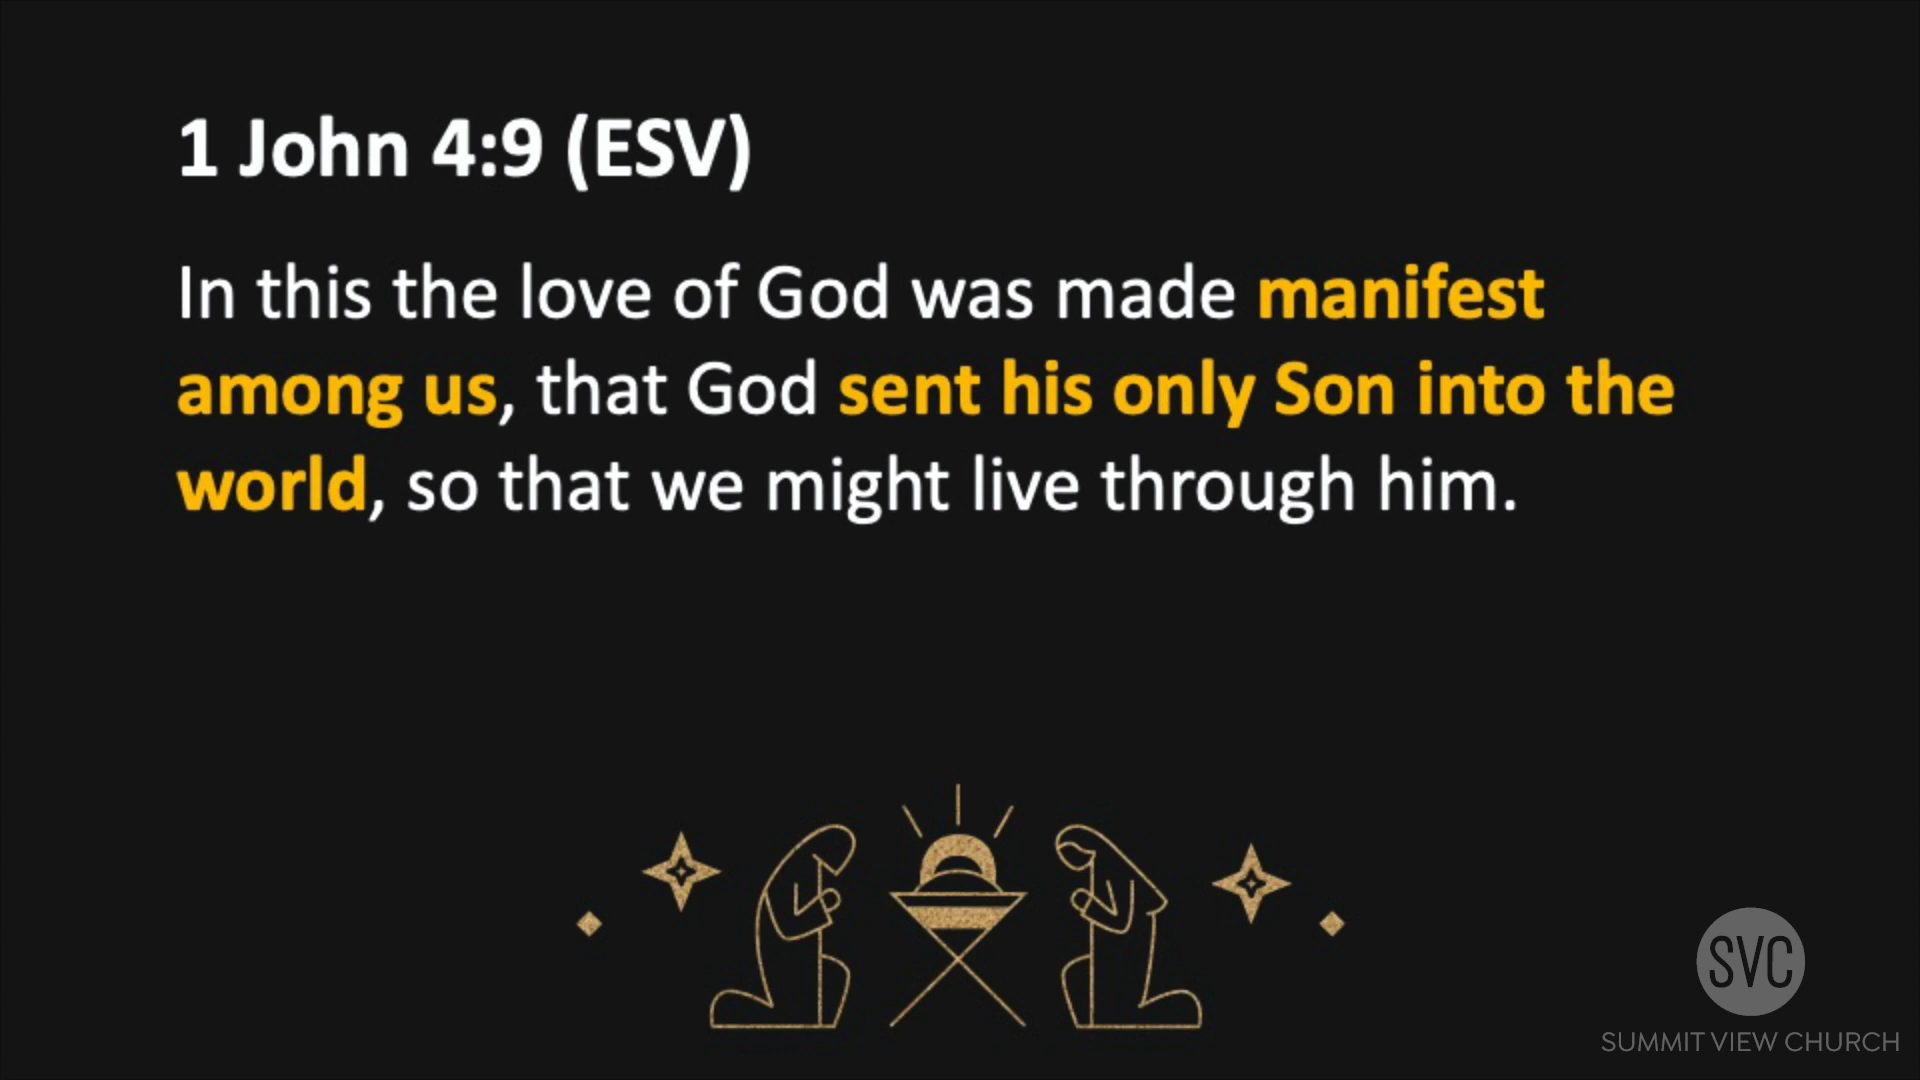 1 John 4:9 (ESV)
In this the love of God was made manifest
among us, that God sent his only Son into the
world, so that we might live through him.
SVC
SUMMIT VIEW CHURCH